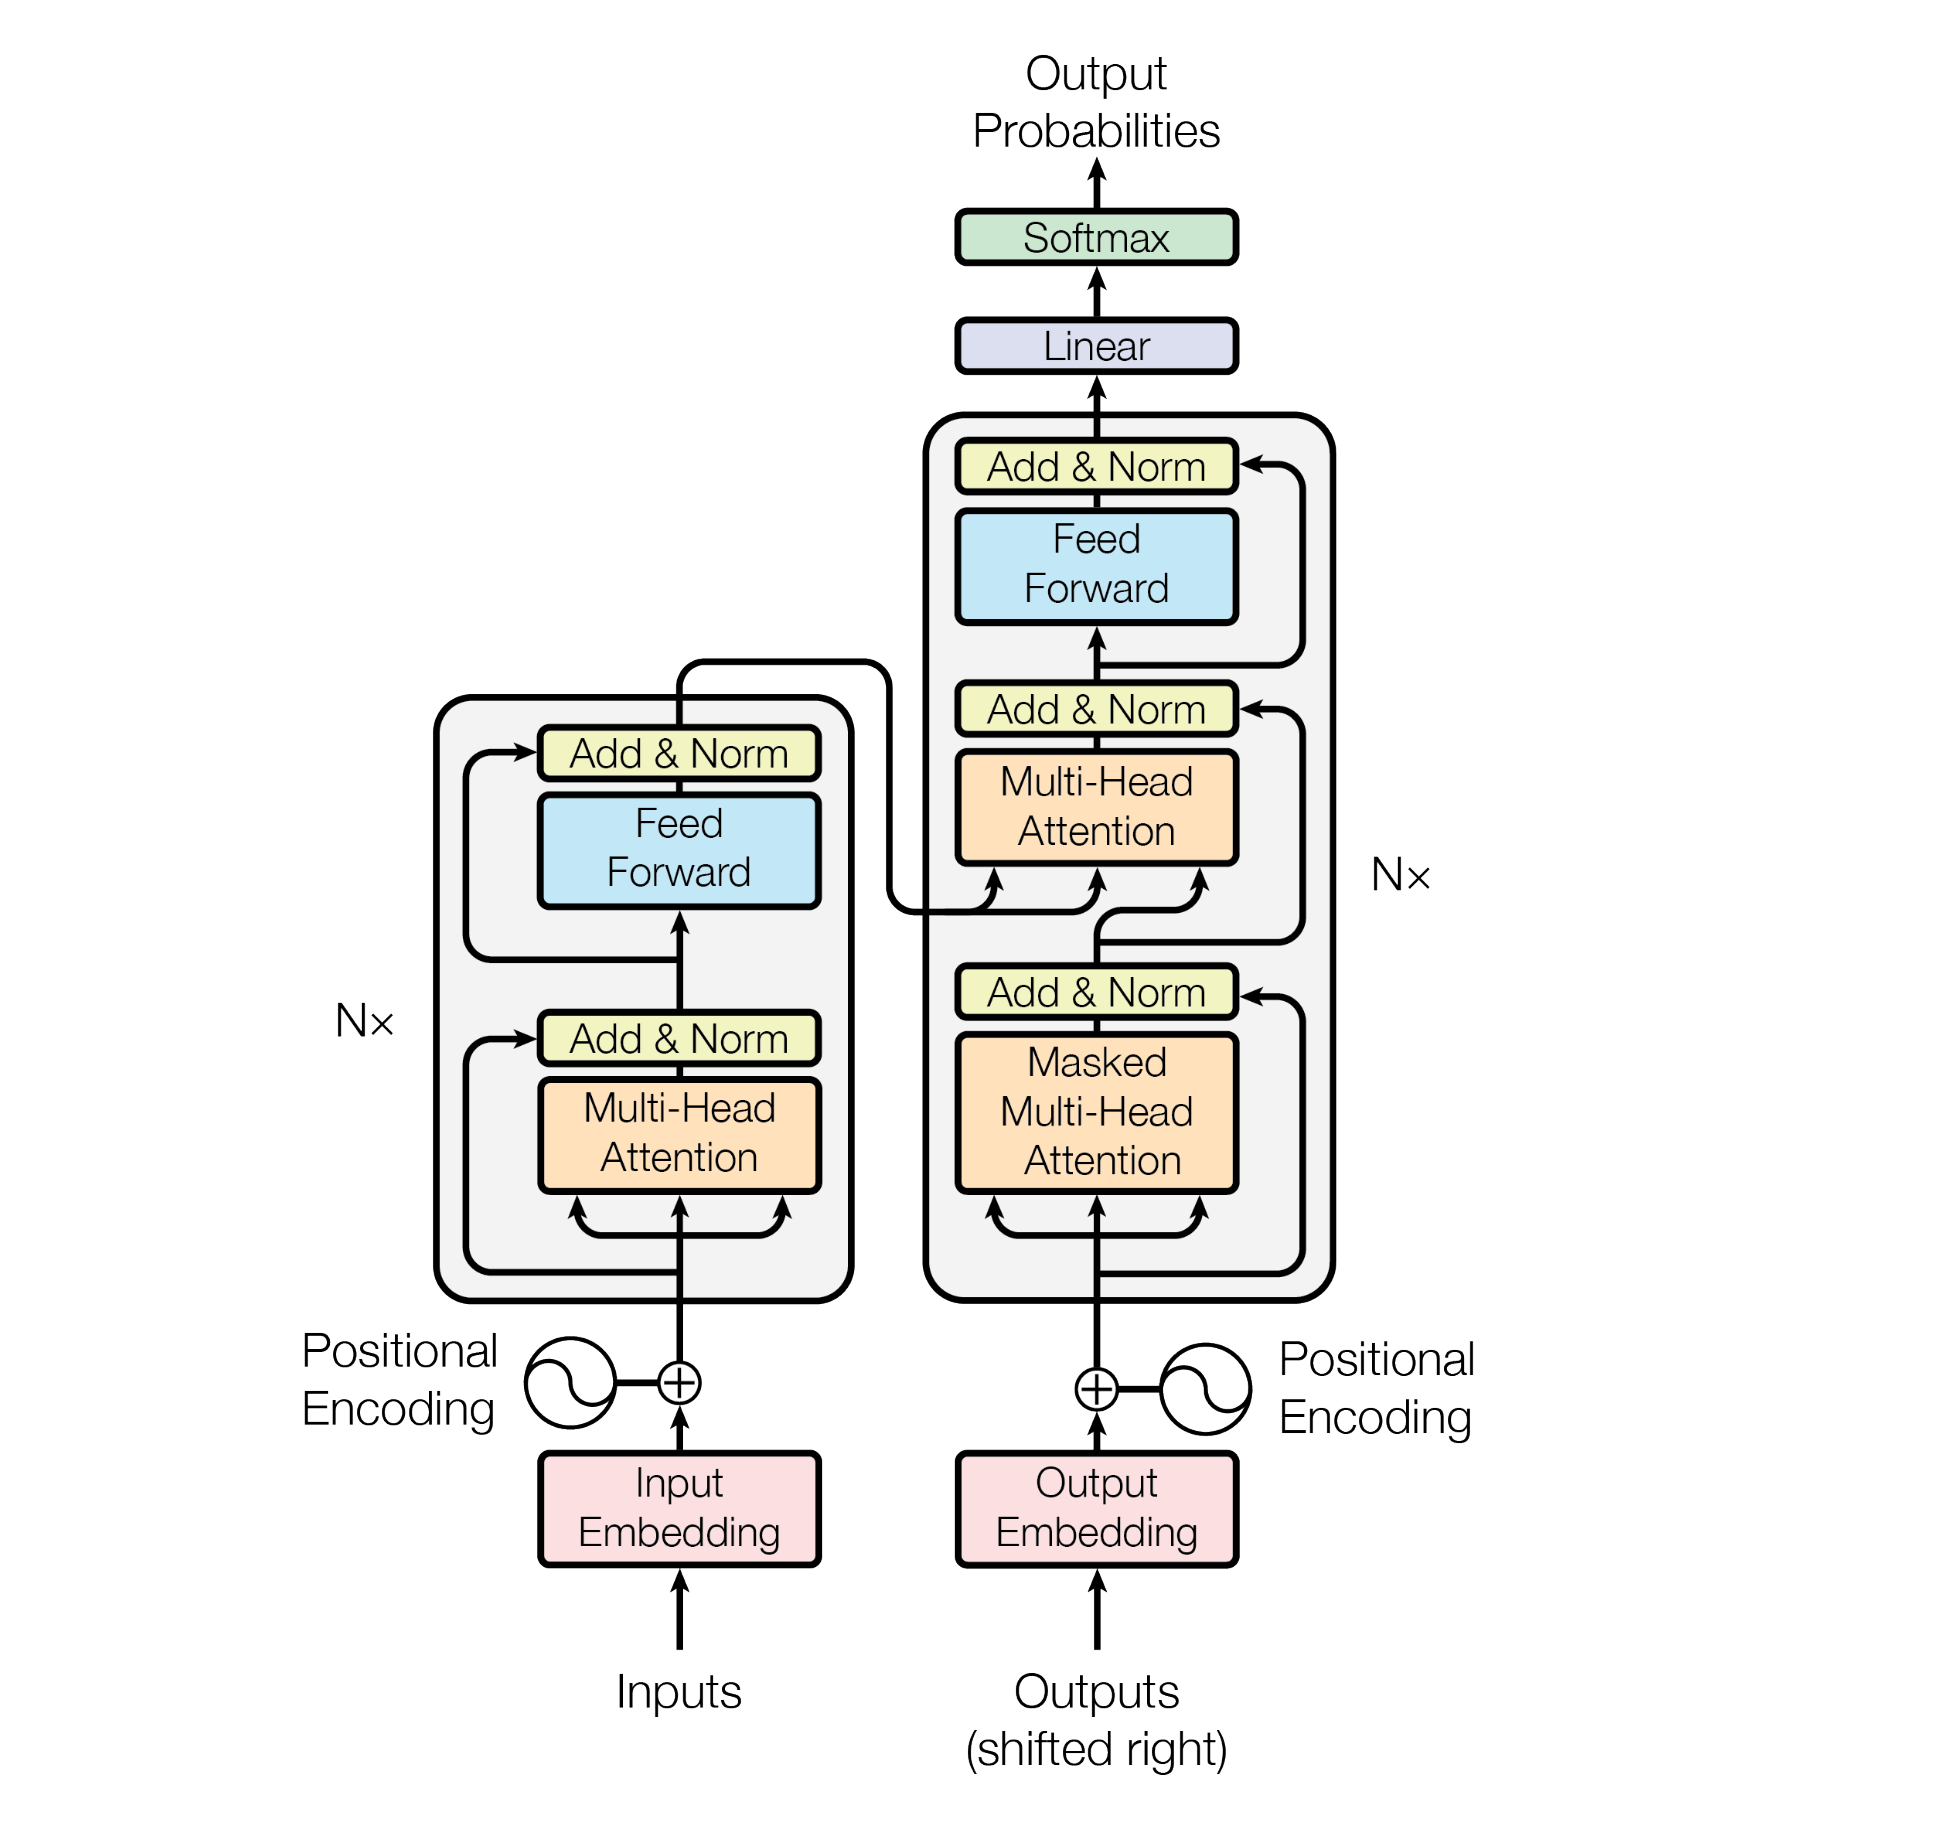 Output
Probabilities
Softmax
Linear
Add & Norm
Feed
Forward
Add & Norm
Multi-Head
Attention
Nx
Add & Norm
Masked
Multi-Head
Attention
Add & Norm
Feed
Forward
Nx
Add & Norm
Multi-Head
Attention
Positional
Encoding
Positional
Encoding
Input
Embedding
Output
Embedding
Inputs
Outputs
(shifted right)